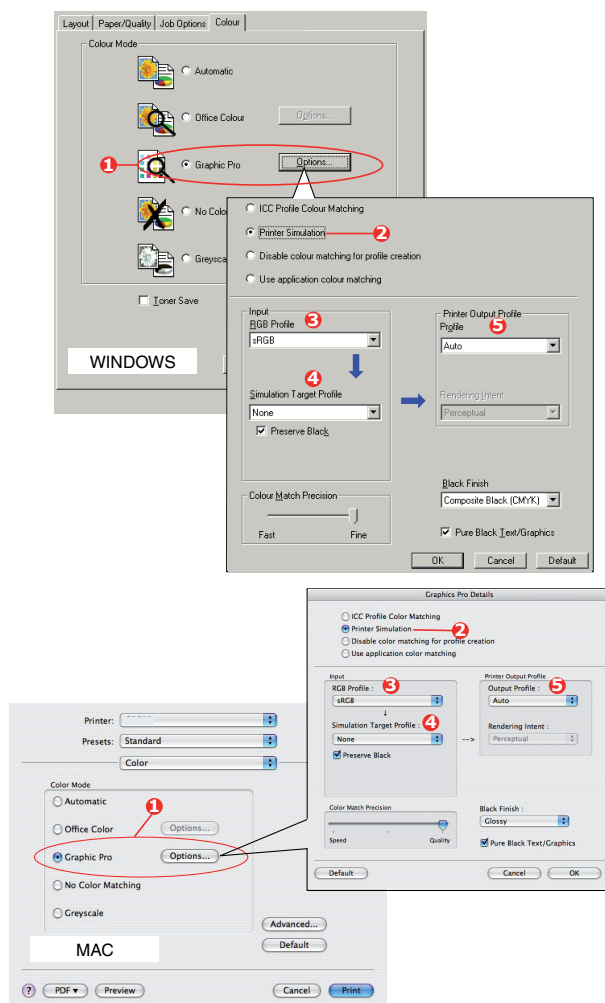 Layout Paper/Quality Job Options Colour
Colour Mode
Automatic
Office Colour Options...
1 Graphic Pro Options...
No Colo
Greysca
Toner Save
WINDOWS
ICC Profile Colour Matching
Printer Simulation 2
Disable colour matching for profile creation
Use application colour matching
Input
RGB Profile 3
sRGB
4
Simulation Target Profile
None
Preserve Black
Printer Output Profile
Profile 5
Auto
Rendering Intent
Perceptual
Colour Match Precision
Fast Fine
Black Finish
Composite Black (CMYK)
Pure Black Text/Graphics
OK Cancel Default
Graphics Pro Details
ICC Profile Color Matching
Printer Simulation 2
Disable color matching for profile creation
Use application color matching
Input
RGB Profile : 3
sRGB
Simulation Target Profile : 4
None
Preserve Black
-->
Printer Output Profile
Output Profile : 5
Auto
Rendering Intent :
Perceptual
Color Match Precision
Speed Quality
Black Finish :
Glossy
Pure Black Text/Graphics
Default Cancel OK
Printer:
Presets: Standard
Color
Color Mode
Automatic
1
Office Color Options...
Graphic Pro Options...
No Color Matching
Greyscale
Advanced...
Default
MAC
? PDF Preview Cancel Print